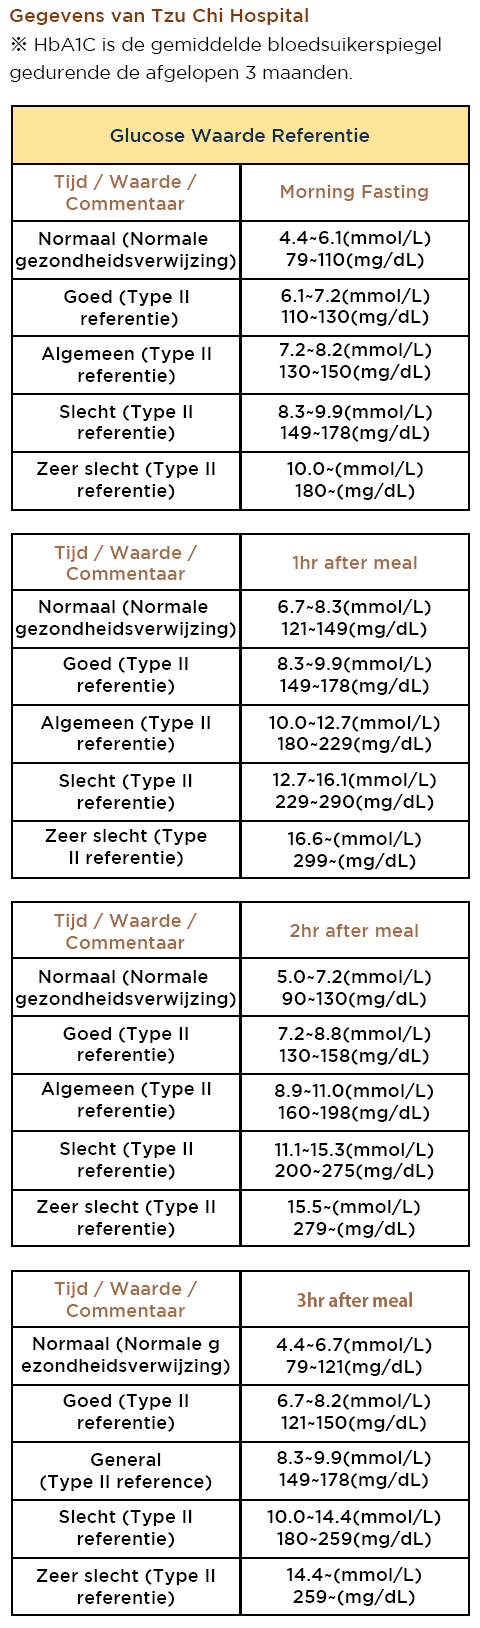 Gegevens van Tzu Chi Hospital
※ HbA1C is de gemiddelde bloedsuikerspiegel
gedurende de afgelopen 3 maanden.
Glucose Waarde Referentie
Tijd / Waarde /
Commentaar
Morning Fasting
Normaal (Normale
gezondheidsverwijzing)
4.4~6.1(mmol/L)
79~110(mg/dL)
Goed (Type II
referentie)
6.1~7.2(mmol/L)
110~130(mg/dL)
Algemeen (Type II
referentie)
7.2~8.2(mmol/L)
130~150(mg/dL)
Slecht (Type II
referentie)
8.3~9.9(mmol/L)
149~178(mg/dL)
Zeer slecht (Type II
referentie)
10.0~(mmol/L)
180~(mg/dL)
Tijd / Waarde /
Commentaar
1hr after meal
Normaal (Normale
gezondheidsverwijzing)
6.7~8.3(mmol/L)
121~149(mg/dL)
Goed (Type II
referentie)
8.3~9.9(mmol/L)
149~178(mg/dL)
Algemeen (Type II
referentie)
10.0~12.7(mmol/L)
180~229(mg/dL)
Slecht (Type II
referentie)
12.7~16.1(mmol/L)
229~290(mg/dL)
Zeer slecht (Type
II referentie)
16.6~(mmol/L)
299~(mg/dL)
Tijd / Waarde /
Commentaar
2hr after meal
Normaal (Normale
gezondheidsverwijzing)
5.0~7.2(mmol/L)
90~130(mg/dL)
Goed (Type II
referentie)
7.2~8.8(mmol/L)
130~158(mg/dL)
Algemeen (Type II
referentie)
8.9~11.0(mmol/L)
160~198(mg/dL)
Slecht (Type II
referentie)
11.1~15.3(mmol/L)
200~275(mg/dL)
Zeer slecht (Type II
referentie)
15.5~(mmol/L)
279~(mg/dL)
Tijd / Waarde /
Commentaar
3hr after meal
Normaal (Normale g
ezondheidsverwijzing)
4.4~6.7(mmol/L)
79~121(mg/dL)
Goed (Type II
referentie)
6.7~8.2(mmol/L)
121~150(mg/dL)
General
(Type II reference)
8.3~9.9(mmol/L)
149~178(mg/dL)
Slecht (Type II
referentie)
10.0~14.4(mmol/L)
180~259(mg/dL)
Zeer slecht (Type II
referentie)
14.4~(mmol/L)
259~(mg/dL)